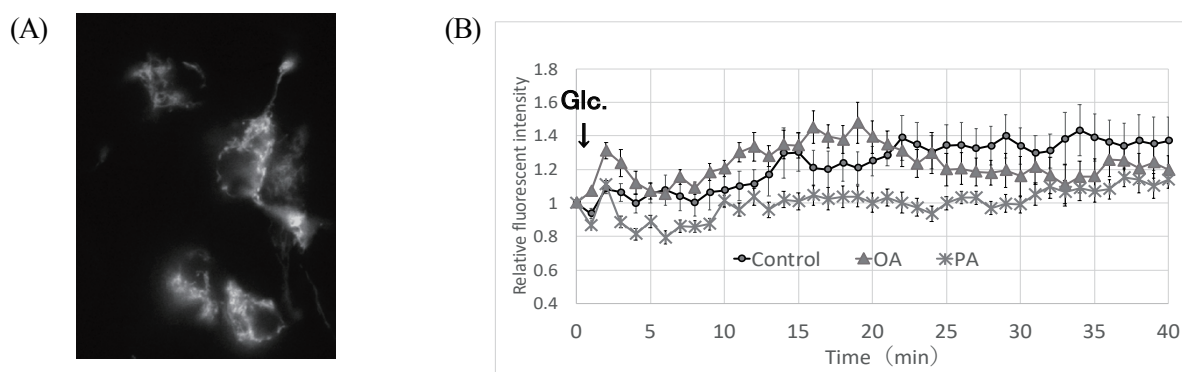 (A)
(B)
Relative fluorescent intensity
1.8
1.6
1.4
1.2
1
0.8
0.6
0.4
Glc.
Control OA PA
0 5 10 15 20 25 30 35 40
Time (min)